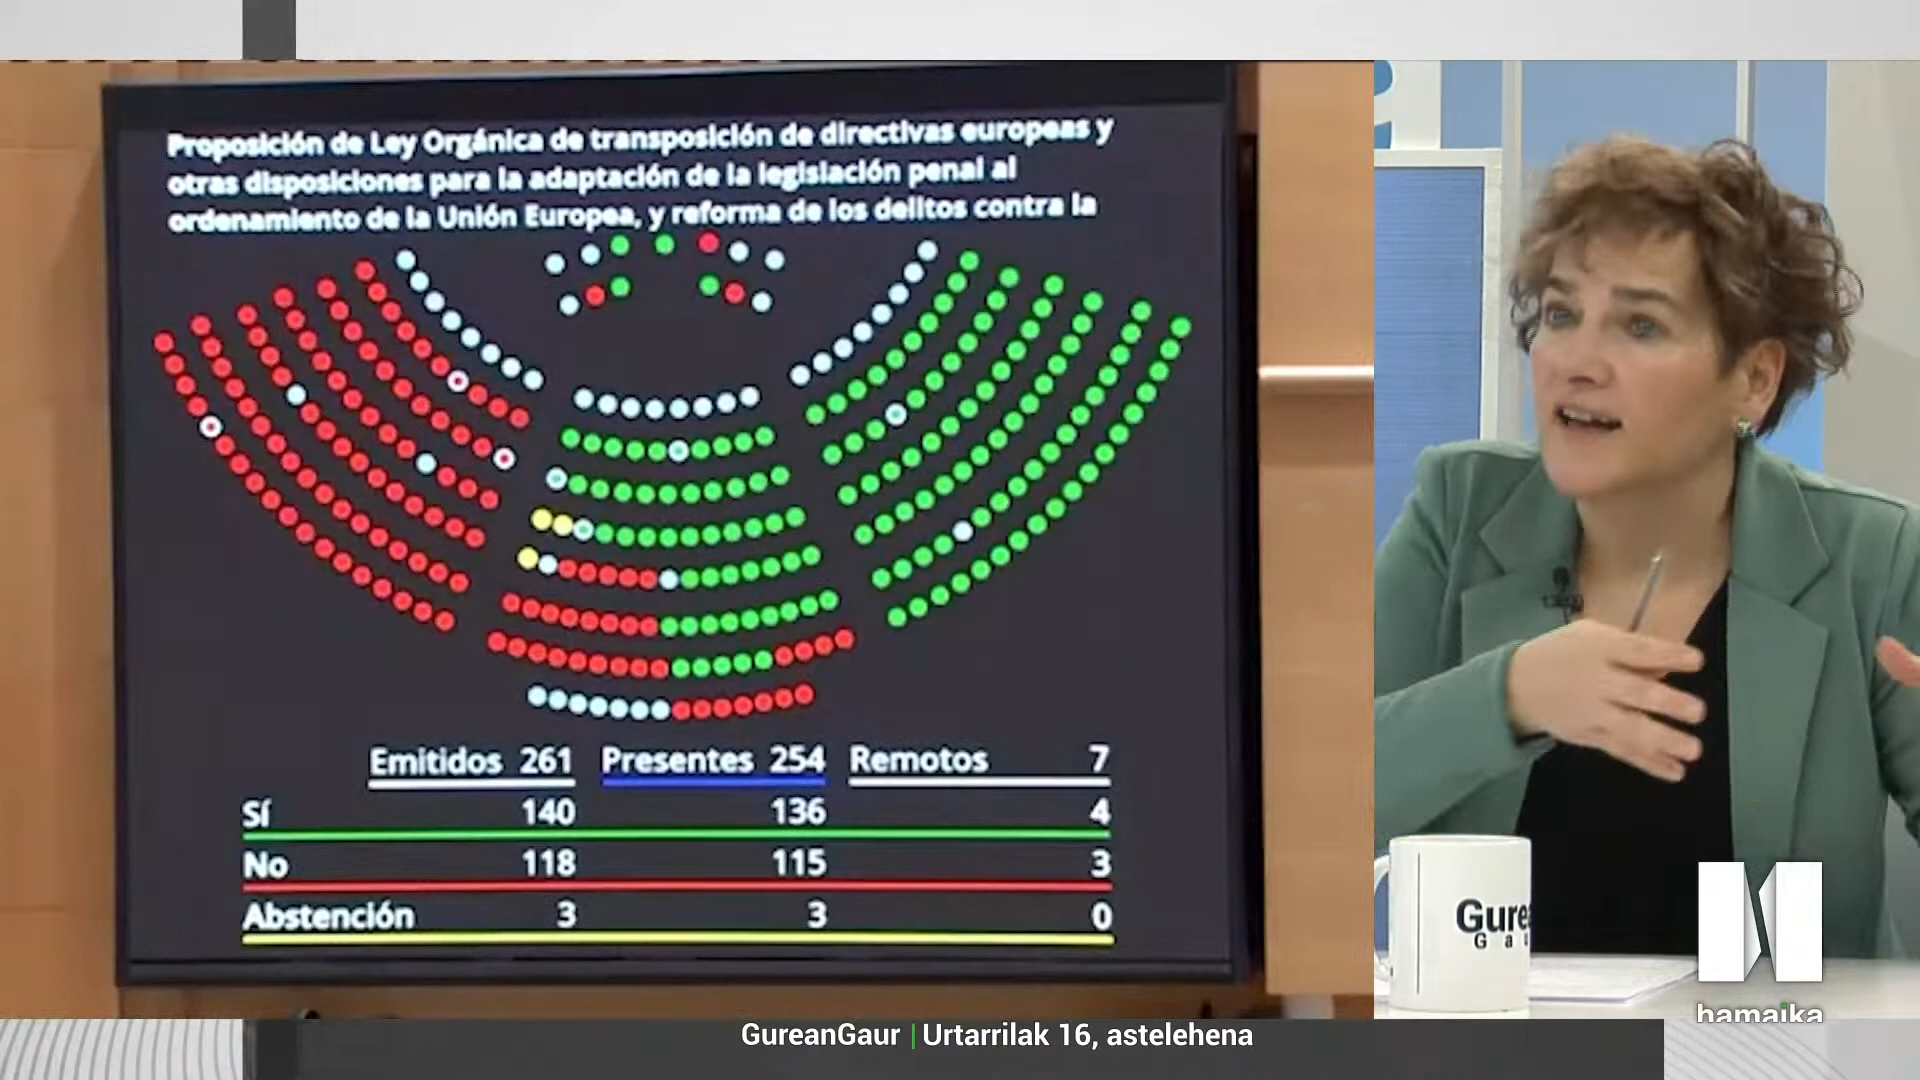 Proposición de Ley Orgánica de transposición de directivas europeas y
otras disposiciones para la adaptación de la legislación penal al
ordenamiento de la Unión Europea, y reforma de los delitos contra la
Emitidos 261 Presentes 254 Remotos 7
Sí 140 136 4
No 118 115 3
Abstención 3 3 0
Gurea
G a u
hamaika
GureanGaur | Urtarrilak 16, astelehena